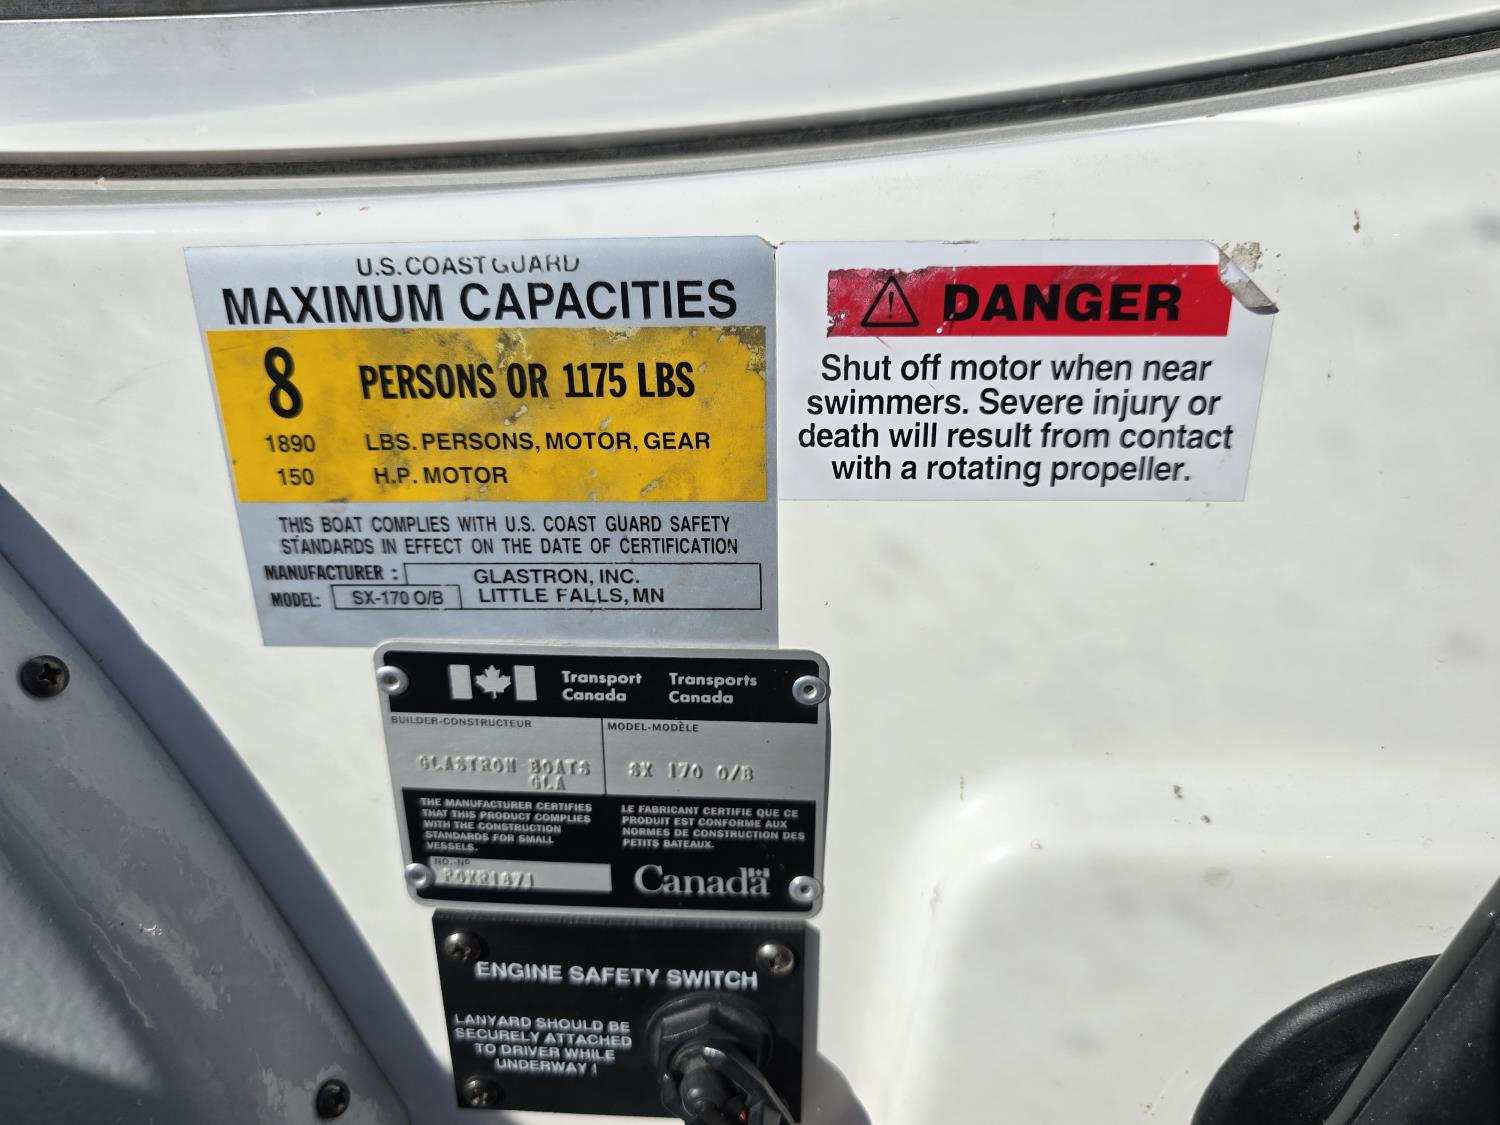 U.S. COAST GUARD
MAXIMUM CAPACITIES
8 PERSONS OR 1175 LBS
1890 LBS. PERSONS, MOTOR, GEAR
150 H.P. MOTOR
THIS BOAT COMPLIES WITH U.S. COAST GUARD SAFETY
STANDARDS IN EFFECT ON THE DATE OF CERTIFICATION
MANUFACTURER : GLASTRON, INC.
MODEL: SX-170 O/B LITTLE FALLS, MN
DANGER
Shut off motor when near
swimmers. Severe injury or
death will result from contact
with a rotating propeller.
Transport
Canada
Transports
Canada
BUILDER-CONSTRUCTEUR
GLASTRON BOATS
GLA
MODEL-MODÈLE
SX 170 O/B
THE MANUFACTURER CERTIFIES
THAT THIS PRODUCT COMPLIES
WITH THE CONSTRUCTION
STANDARDS FOR SMALL
VESSELS.
LE FABRICANT CERTIFIE QUE CE
PRODUIT EST CONFORME AUX
NORMES DE CONSTRUCTION DES
PETITS BATEAUX.
NO.-Nº
Canada
ENGINE SAFETY SWITCH
LANYARD SHOULD BE
SECURELY ATTACHED
TO DRIVER WHILE
UNDERWAY !